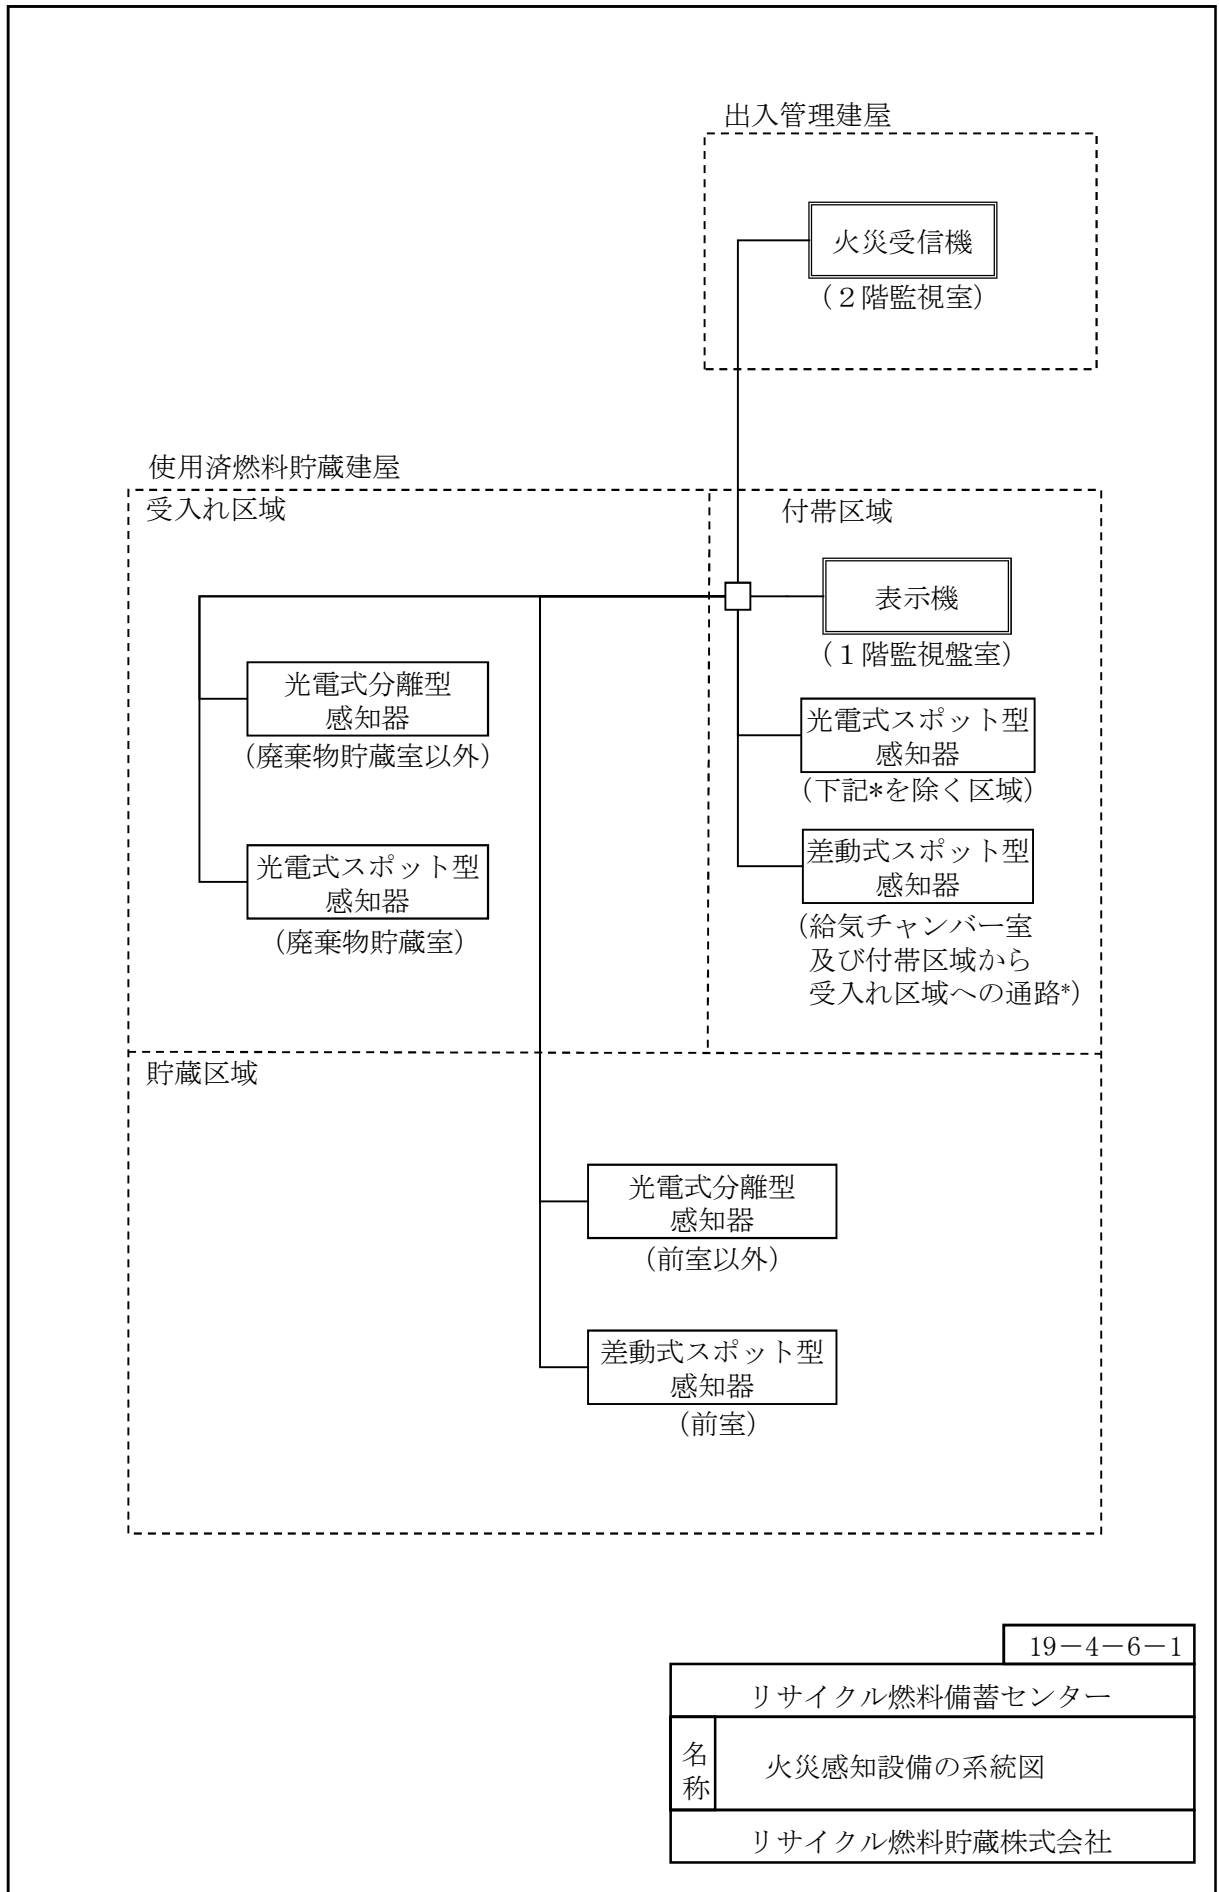 出入管理建屋
火災受信機
（２階監視室）
使用済燃料貯蔵建屋
受入れ区域
付帯区域
表示機
（１階監視盤室）
光電式分離型
感知器
（廃棄物貯蔵室以外）
光電式スポット型
感知器
（下記*を除く区域）
光電式スポット型
感知器
（廃棄物貯蔵室）
差動式スポット型
感知器
（給気チャンバー室
及び付帯区域から
受入れ区域への通路*）
貯蔵区域
光電式分離型
感知器
（前室以外）
差動式スポット型
感知器
（前室）
19－4－6－1
リサイクル燃料備蓄センター
名称
火災感知設備の系統図
リサイクル燃料貯蔵株式会社